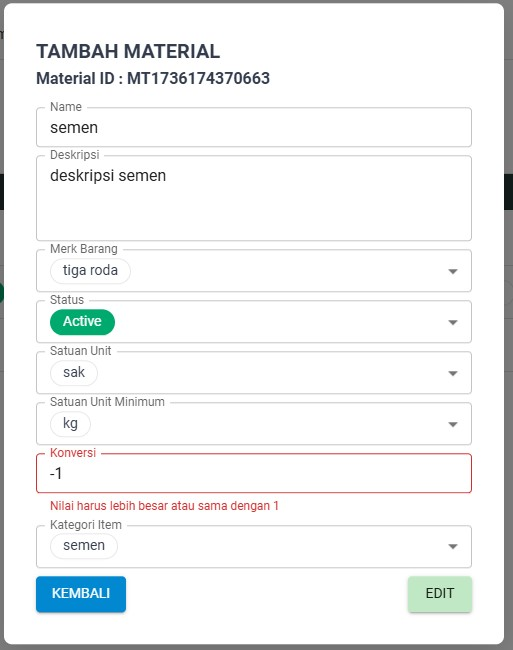 TAMBAH MATERIAL
Material ID : MT1736174370663
Name
semen
Deskripsi
deskripsi semen
Merk Barang
tiga roda
Status
Active
Satuan Unit
sak
Satuan Unit Minimum
kg
Konversi
-1
Nilai harus lebih besar atau sama dengan 1
Kategori Item
semen
KEMBALI
EDIT